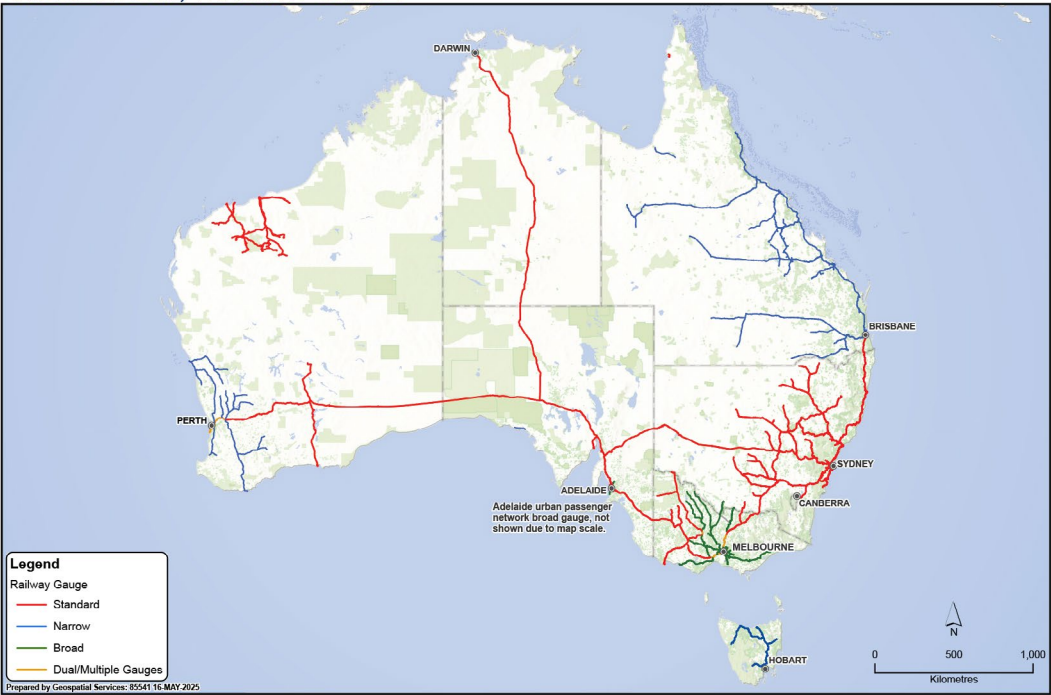 DARWIN
BRISBANE
PERTH
SYDNEY
ADELAIDE
CANBERRA
Adelaide urban passenger
network broad gauge, not
shown due to map scale.
MELBOURNE
Legend
Railway Gauge
Standard
Narrow
Broad
Dual/Multiple Gauges
N
0 500 1,000
Kilometres
HOBART
Prepared by Geospatial Services: 85541 16-MAY-2025